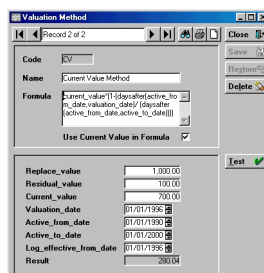 Valuation Method
Record 2 of 2
Close
Save
Restore
Delete
Code CV
Name Current Value Method
Formula current_value*(1-(daysafter(active_fro
m_date,valuation_date)/ (daysafter
(active_from_date,active_to_date))))
Use Current Value in Formula
Test
Replace_value 1,000.00
Residual_value 100.00
Current_value 700.00
Valuation_date 01/01/1996
Active_from_date 01/01/1990
Active_to_date 01/01/2000
Log_effective_from_date 01/01/1996
Result 280.04